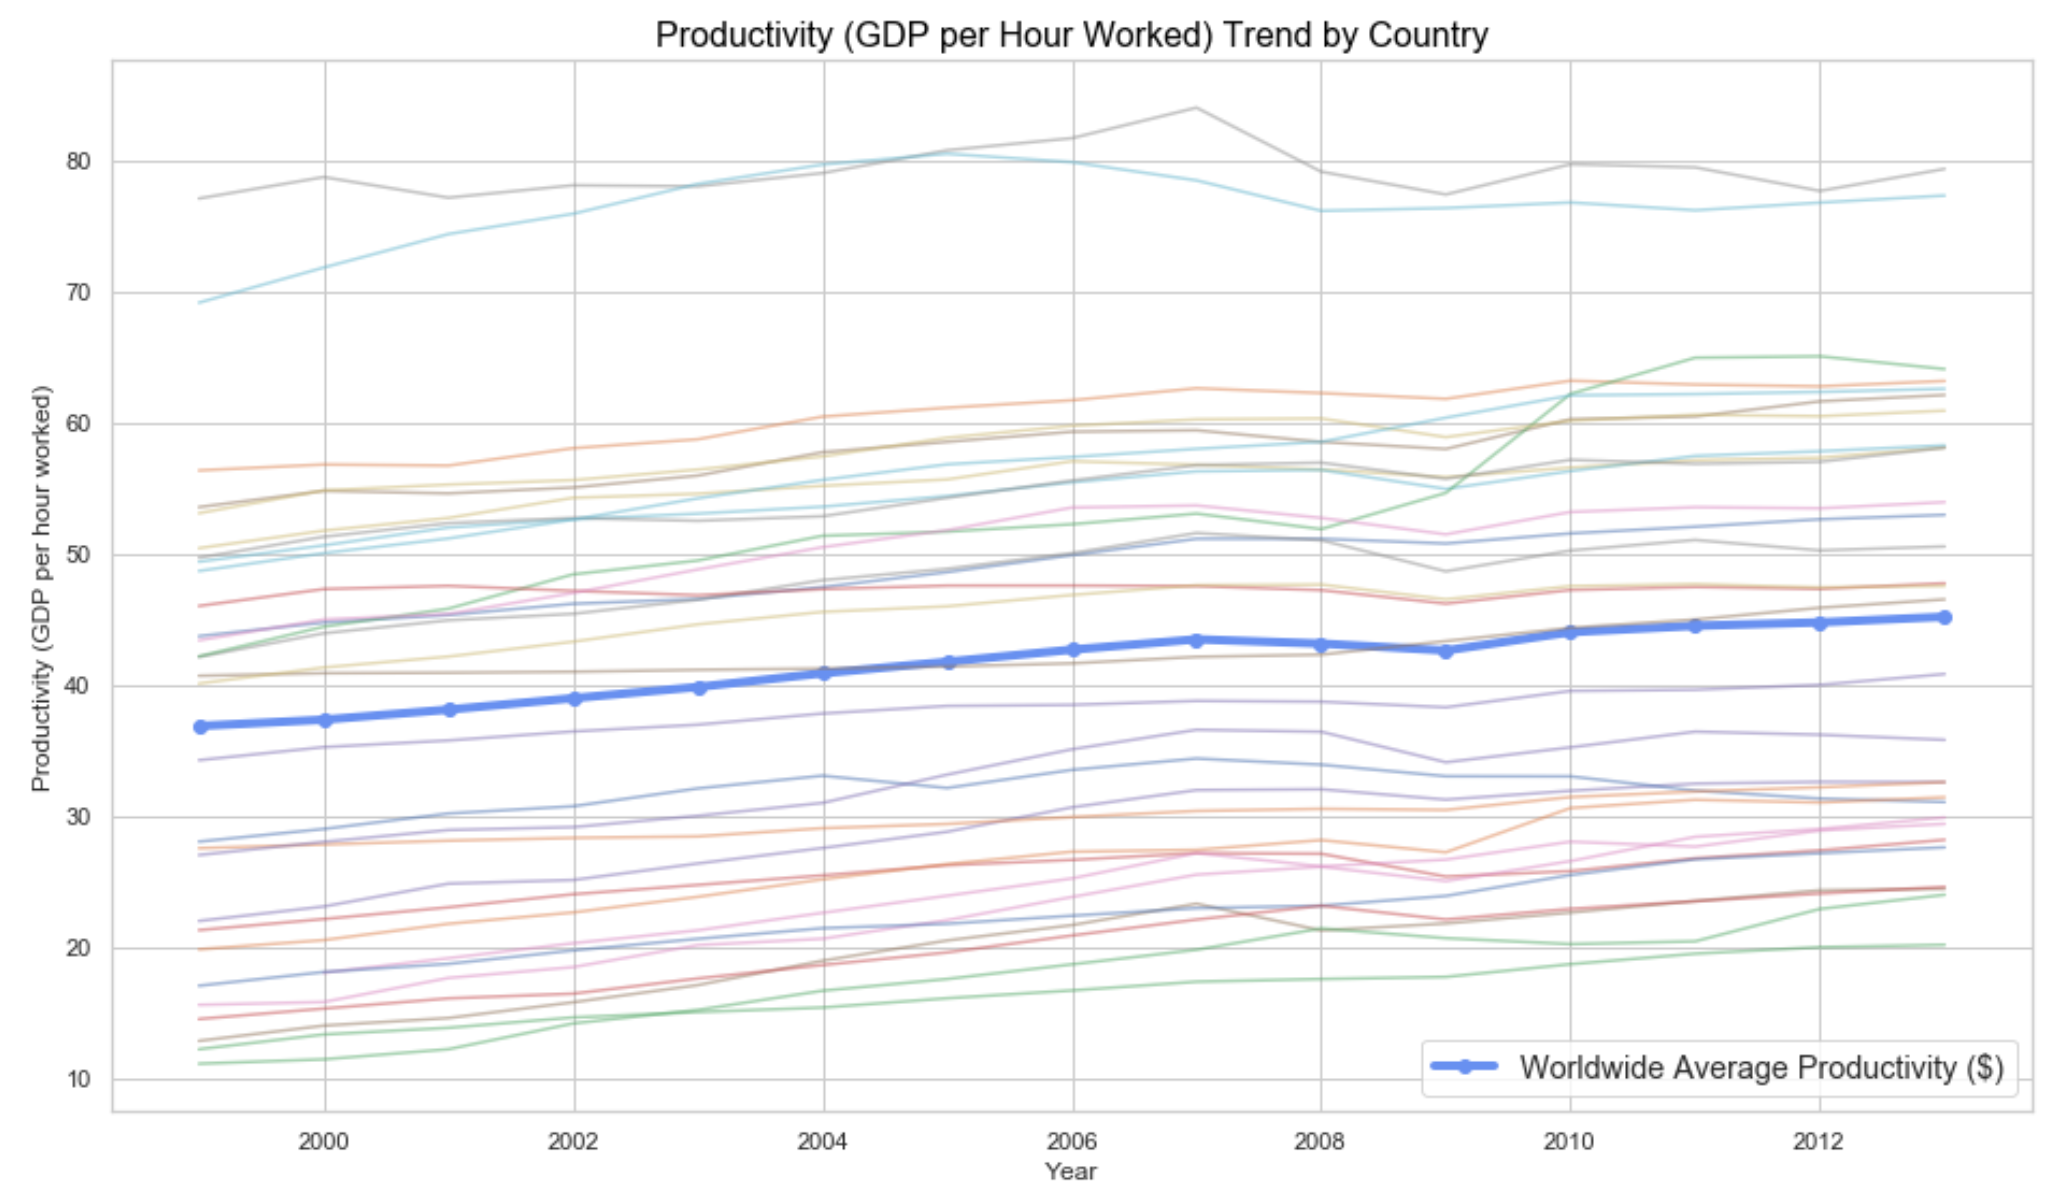 Productivity (GDP per Hour Worked) Trend by Country
Productivity (GDP per hour worked)
80
70
60
50
40
30
20
10
Worldwide Average Productivity ($)
2000 2002 2004 2006 2008 2010 2012
Year